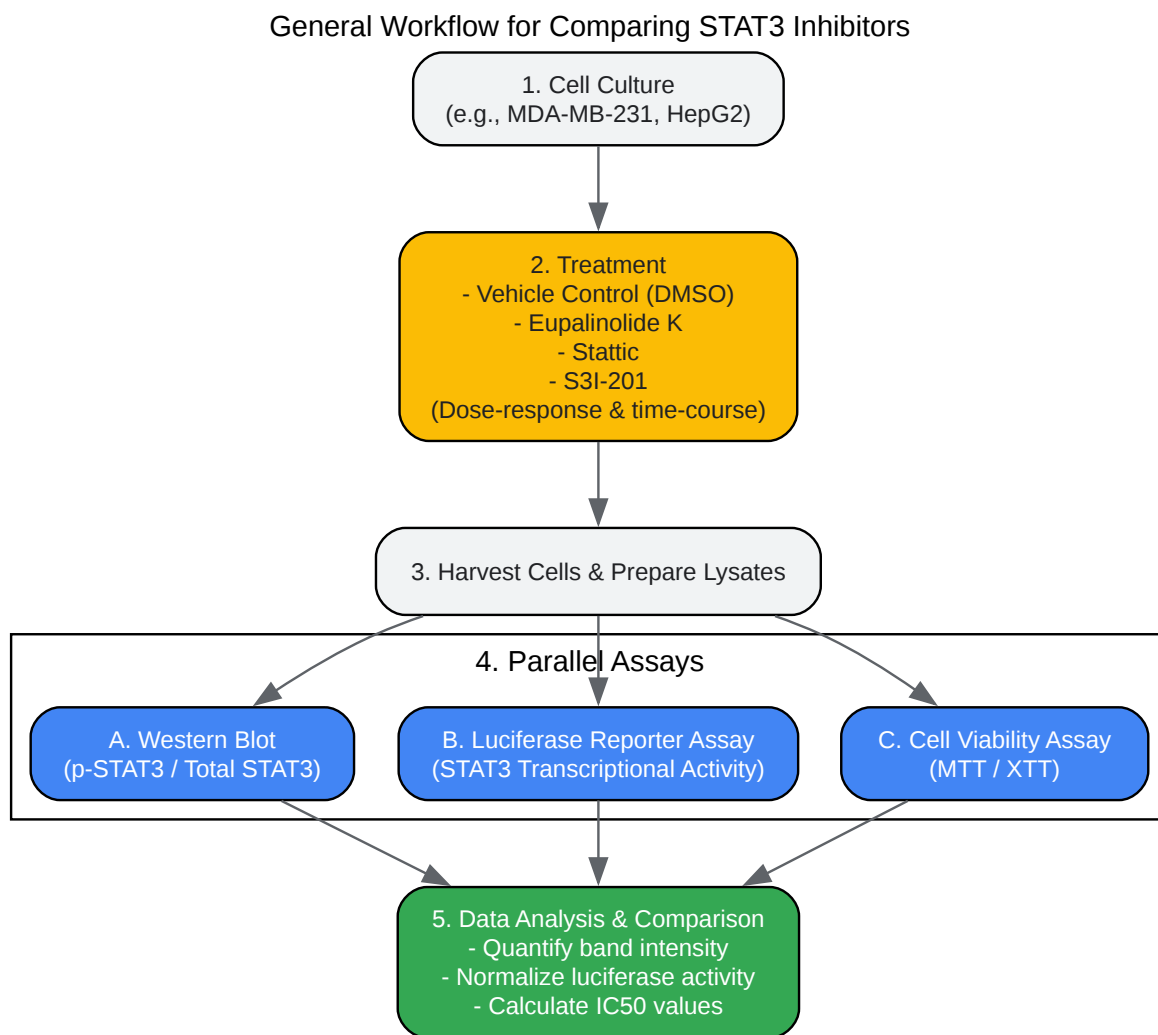 General Workflow for Comparing STAT3 Inhibitors
1. Cell Culture
(e.g., MDA-MB-231, HepG2)
2. Treatment
- Vehicle Control (DMSO)
- Eupalinolide K
- Stattic
- S3I-201
(Dose-response & time-course)
3. Harvest Cells & Prepare Lysates
4. Parallel Assays
A. Western Blot
(p-STAT3 / Total STAT3)
B. Luciferase Reporter Assay
(STAT3 Transcriptional Activity)
C. Cell Viability Assay
(MTT / XTT)
5. Data Analysis & Comparison
- Quantify band intensity
- Normalize luciferase activity
- Calculate IC50 values